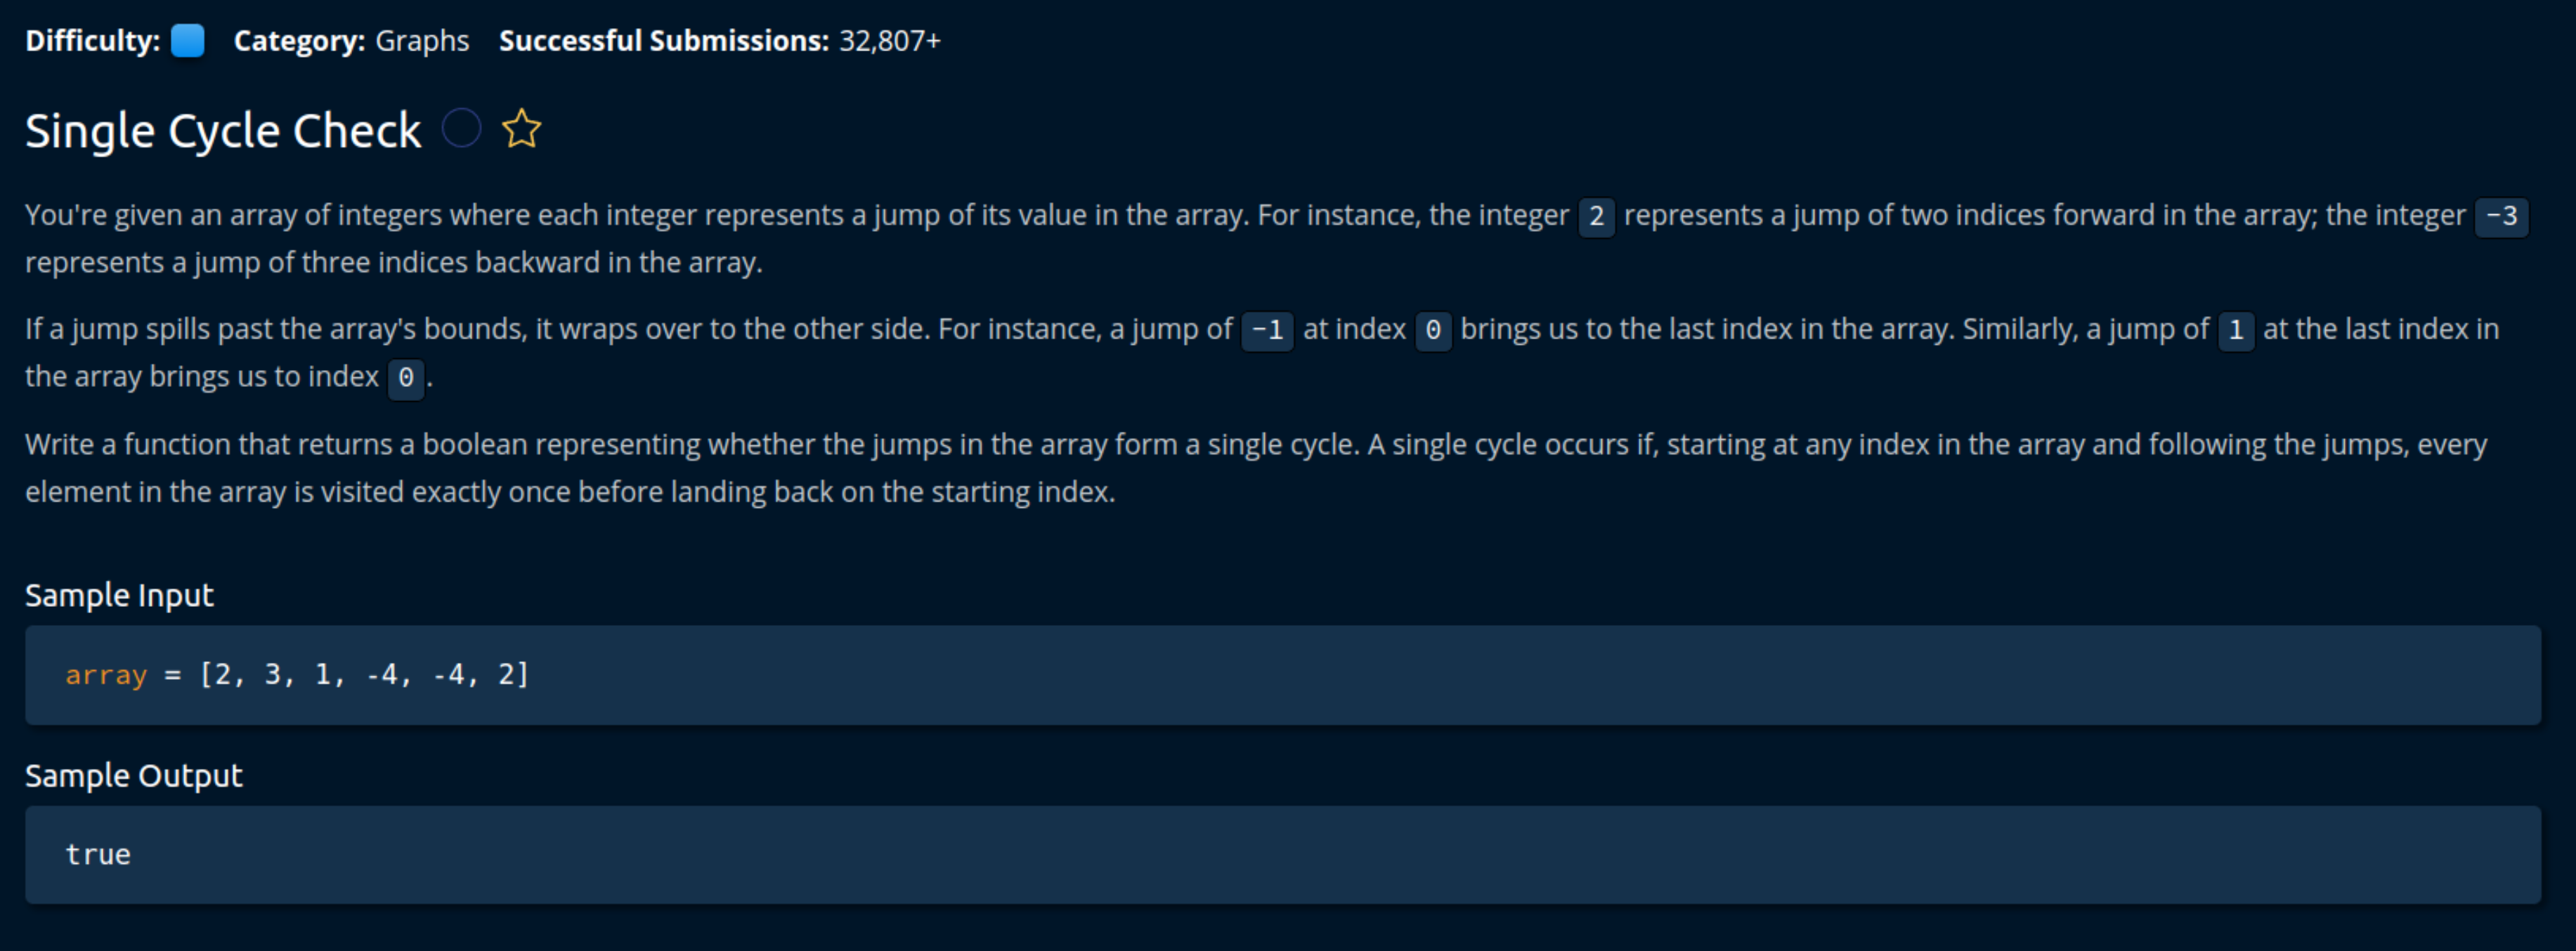 Difficulty: Category: Graphs Successful Submissions: 32,807+
Single Cycle Check
You're given an array of integers where each integer represents a jump of its value in the array. For instance, the integer 2 represents a jump of two indices forward in the array; the integer -3
represents a jump of three indices backward in the array.
If a jump spills past the array's bounds, it wraps over to the other side. For instance, a jump of -1 at index 0 brings us to the last index in the array. Similarly, a jump of 1 at the last index in
the array brings us to index 0.
Write a function that returns a boolean representing whether the jumps in the array form a single cycle. A single cycle occurs if, starting at any index in the array and following the jumps, every
element in the array is visited exactly once before landing back on the starting index.
Sample Input
array = [2, 3, 1, -4, -4, 2]
Sample Output
true